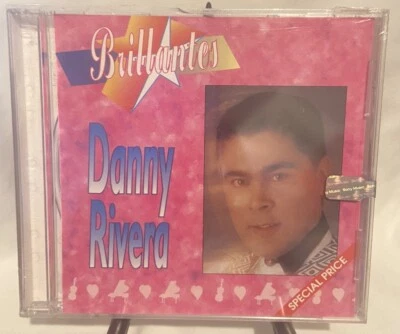 Brillantes
Danny
Rivera
SPECIAL PRICE